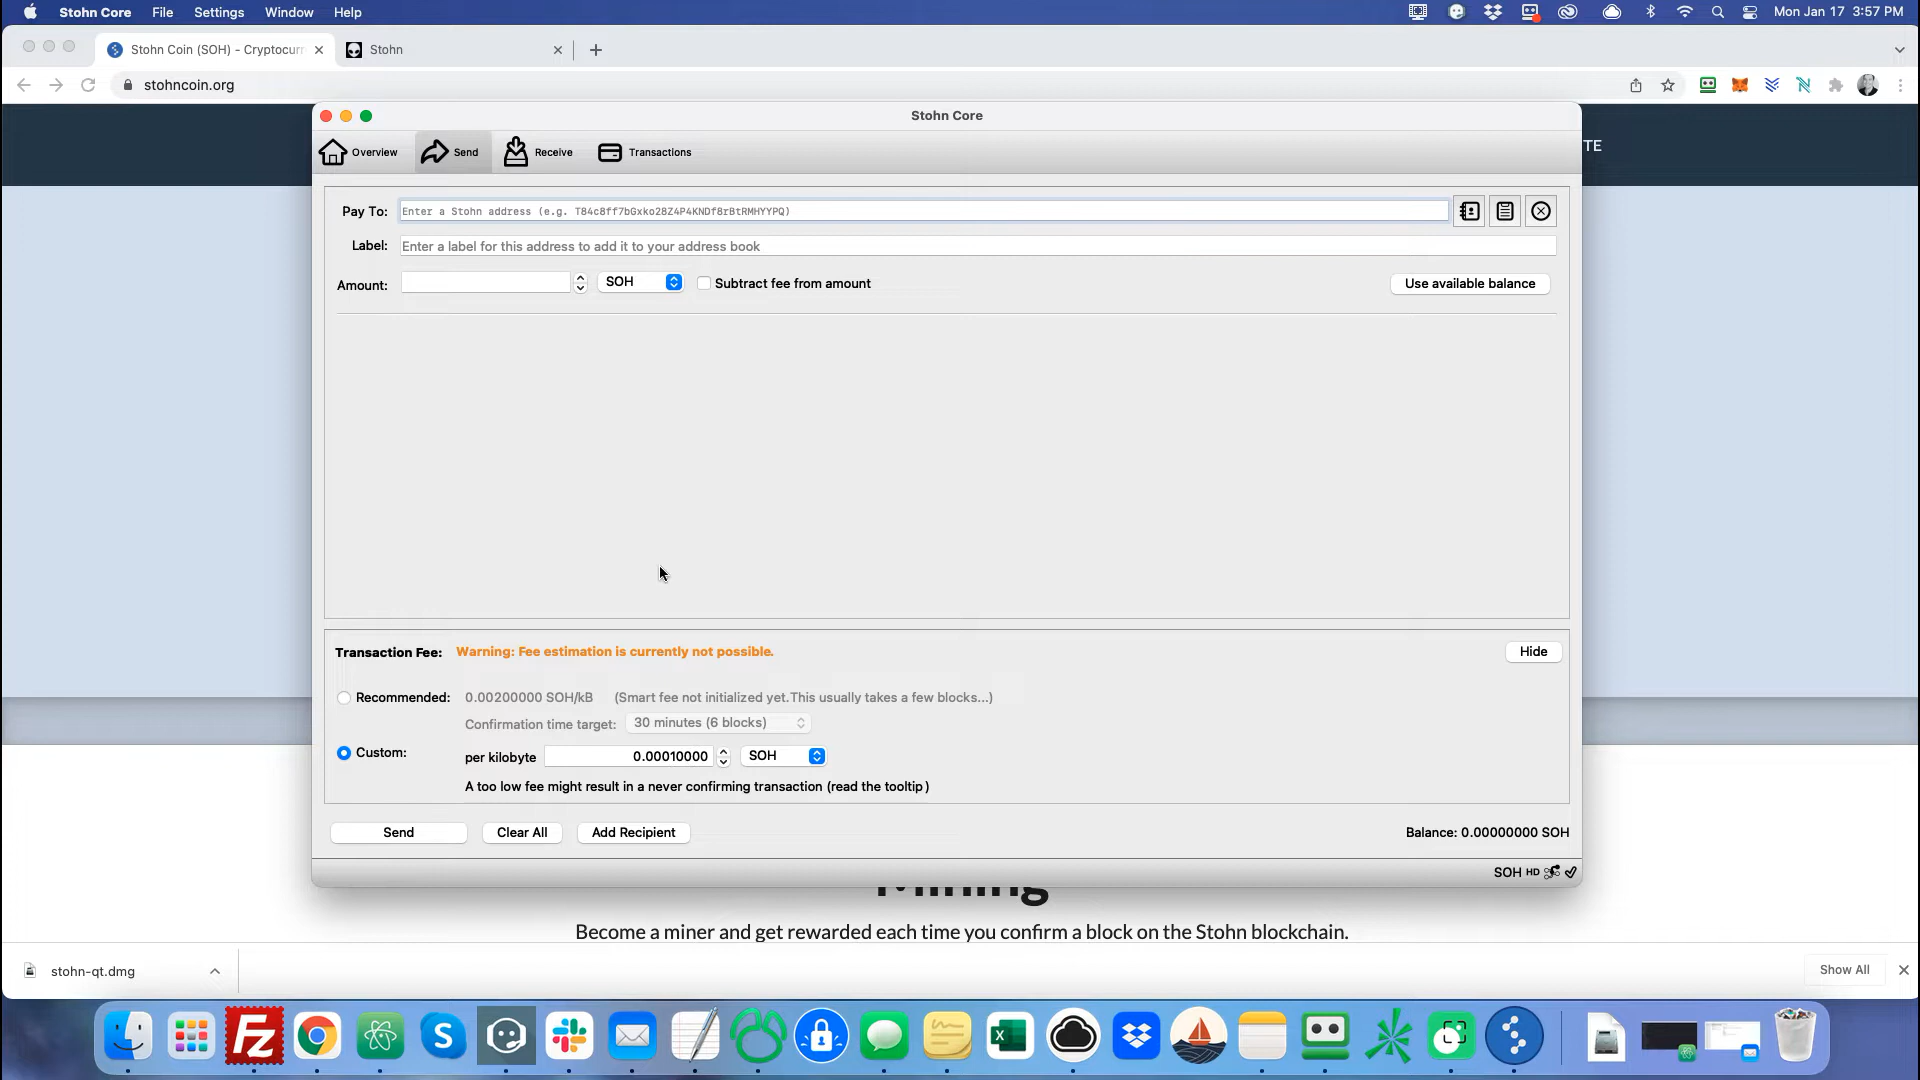 Stohn Core File Settings Window Help Mon Jan 17 3:57 PM
Stohn Coin (SOH) - Cryptocurr Stohn
stohncoin.org
Stohn Core
TE
Overview Send Receive Transactions
Pay To: Enter a Stohn address (e.g. T84c8ff7bGxko28Z4P4KNDf8rBtRMHYYPQ)
Label: Enter a label for this address to add it to your address book
Amount: SOH Subtract fee from amount Use available balance
Transaction Fee: Warning: Fee estimation is currently not possible. Hide
Recommended: 0.00200000 SOH/kB (Smart fee not initialized yet.This usually takes a few blocks...)
Confirmation time target: 30 minutes (6 blocks)
Custom: per kilobyte 0.00010000 SOH
A too low fee might result in a never confirming transaction (read the tooltip)
Send Clear All Add Recipient Balance: 0.00000000 SOH
SOH HD
Mining
Become a miner and get rewarded each time you confirm a block on the Stohn blockchain.
stohn-qt.dmg Show All